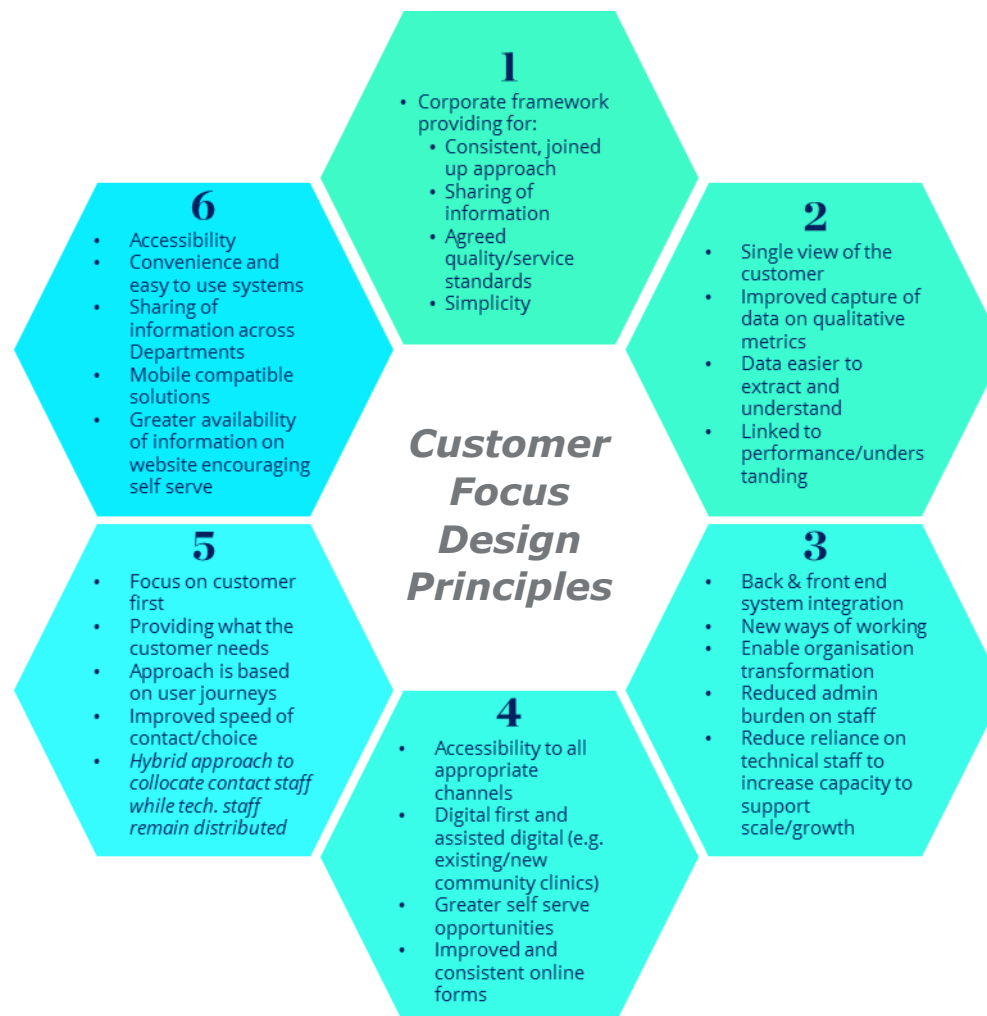 1
• Corporate framework
providing for:
• Consistent, joined
up approach
• Sharing of
information
• Agreed
quality/service
standards
• Simplicity
2
• Single view of the
customer
• Improved capture of
data on qualitative
metrics
• Data easier to
extract and
understand
• Linked to
performance/unders
tanding
3
• Back & front end
system integration
• New ways of working
• Enable organisation
transformation
• Reduced admin
burden on staff
• Reduce reliance on
technical staff to
increase capacity to
support
scale/growth
4
• Accessibility to all
appropriate
channels
• Digital first and
assisted digital (e.g.
existing/new
community clinics)
• Greater self serve
opportunities
• Improved and
consistent online
forms
5
• Focus on customer
first
• Providing what the
customer needs
• Approach is based
on user journeys
• Improved speed of
contact/choice
• Hybrid approach to
collocate contact staff
while tech. staff
remain distributed
6
• Accessibility
• Convenience and
easy to use systems
• Sharing of
information across
Departments
• Mobile compatible
solutions
• Greater availability
of information on
website encouraging
self serve
Customer
Focus
Design
Principles